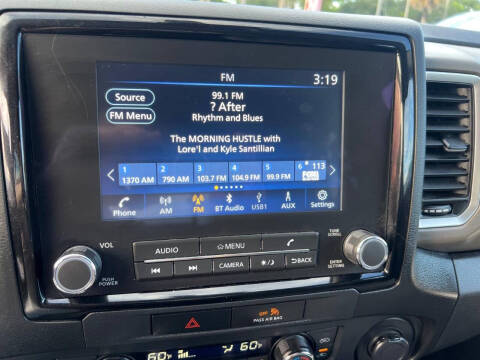 FM 3:19
Source
FM Menu
99.1 FM
? After
Rhythm and Blues
The MORNING HUSTLE with
Lore'l and Kyle Santillian
1 2 3 4 5 6 113
1370 AM 790 AM 103.7 FM 104.9 FM 99.9 FM
Phone AM FM BT Audio USB1 AUX Settings
VOL
PUSH
POWER
AUDIO MENU
CAMERA BACK
TUNE
SCROLL
ENTER
SETTING
OFF
PASS AIR BAG
60°F 60°F